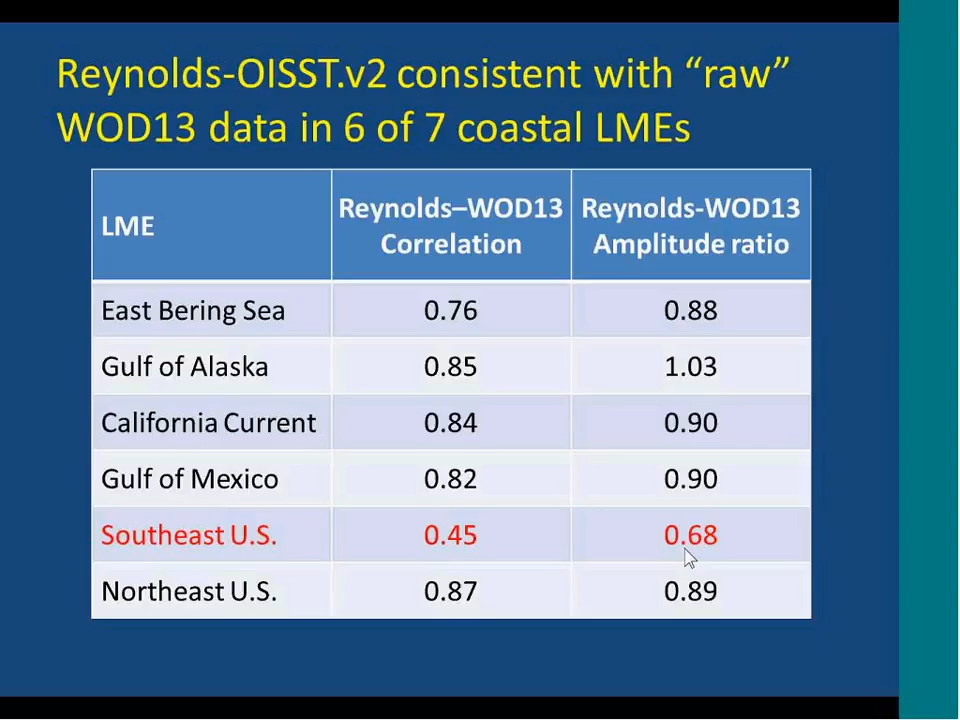 Reynolds-OISST.v2 consistent with “raw”
WOD13 data in 6 of 7 coastal LMEs
LME
Reynolds–WOD13
Correlation
Reynolds-WOD13
Amplitude ratio
East Bering Sea 0.76 0.88
Gulf of Alaska 0.85 1.03
California Current 0.84 0.90
Gulf of Mexico 0.82 0.90
Southeast U.S. 0.45 0.68
Northeast U.S. 0.87 0.89